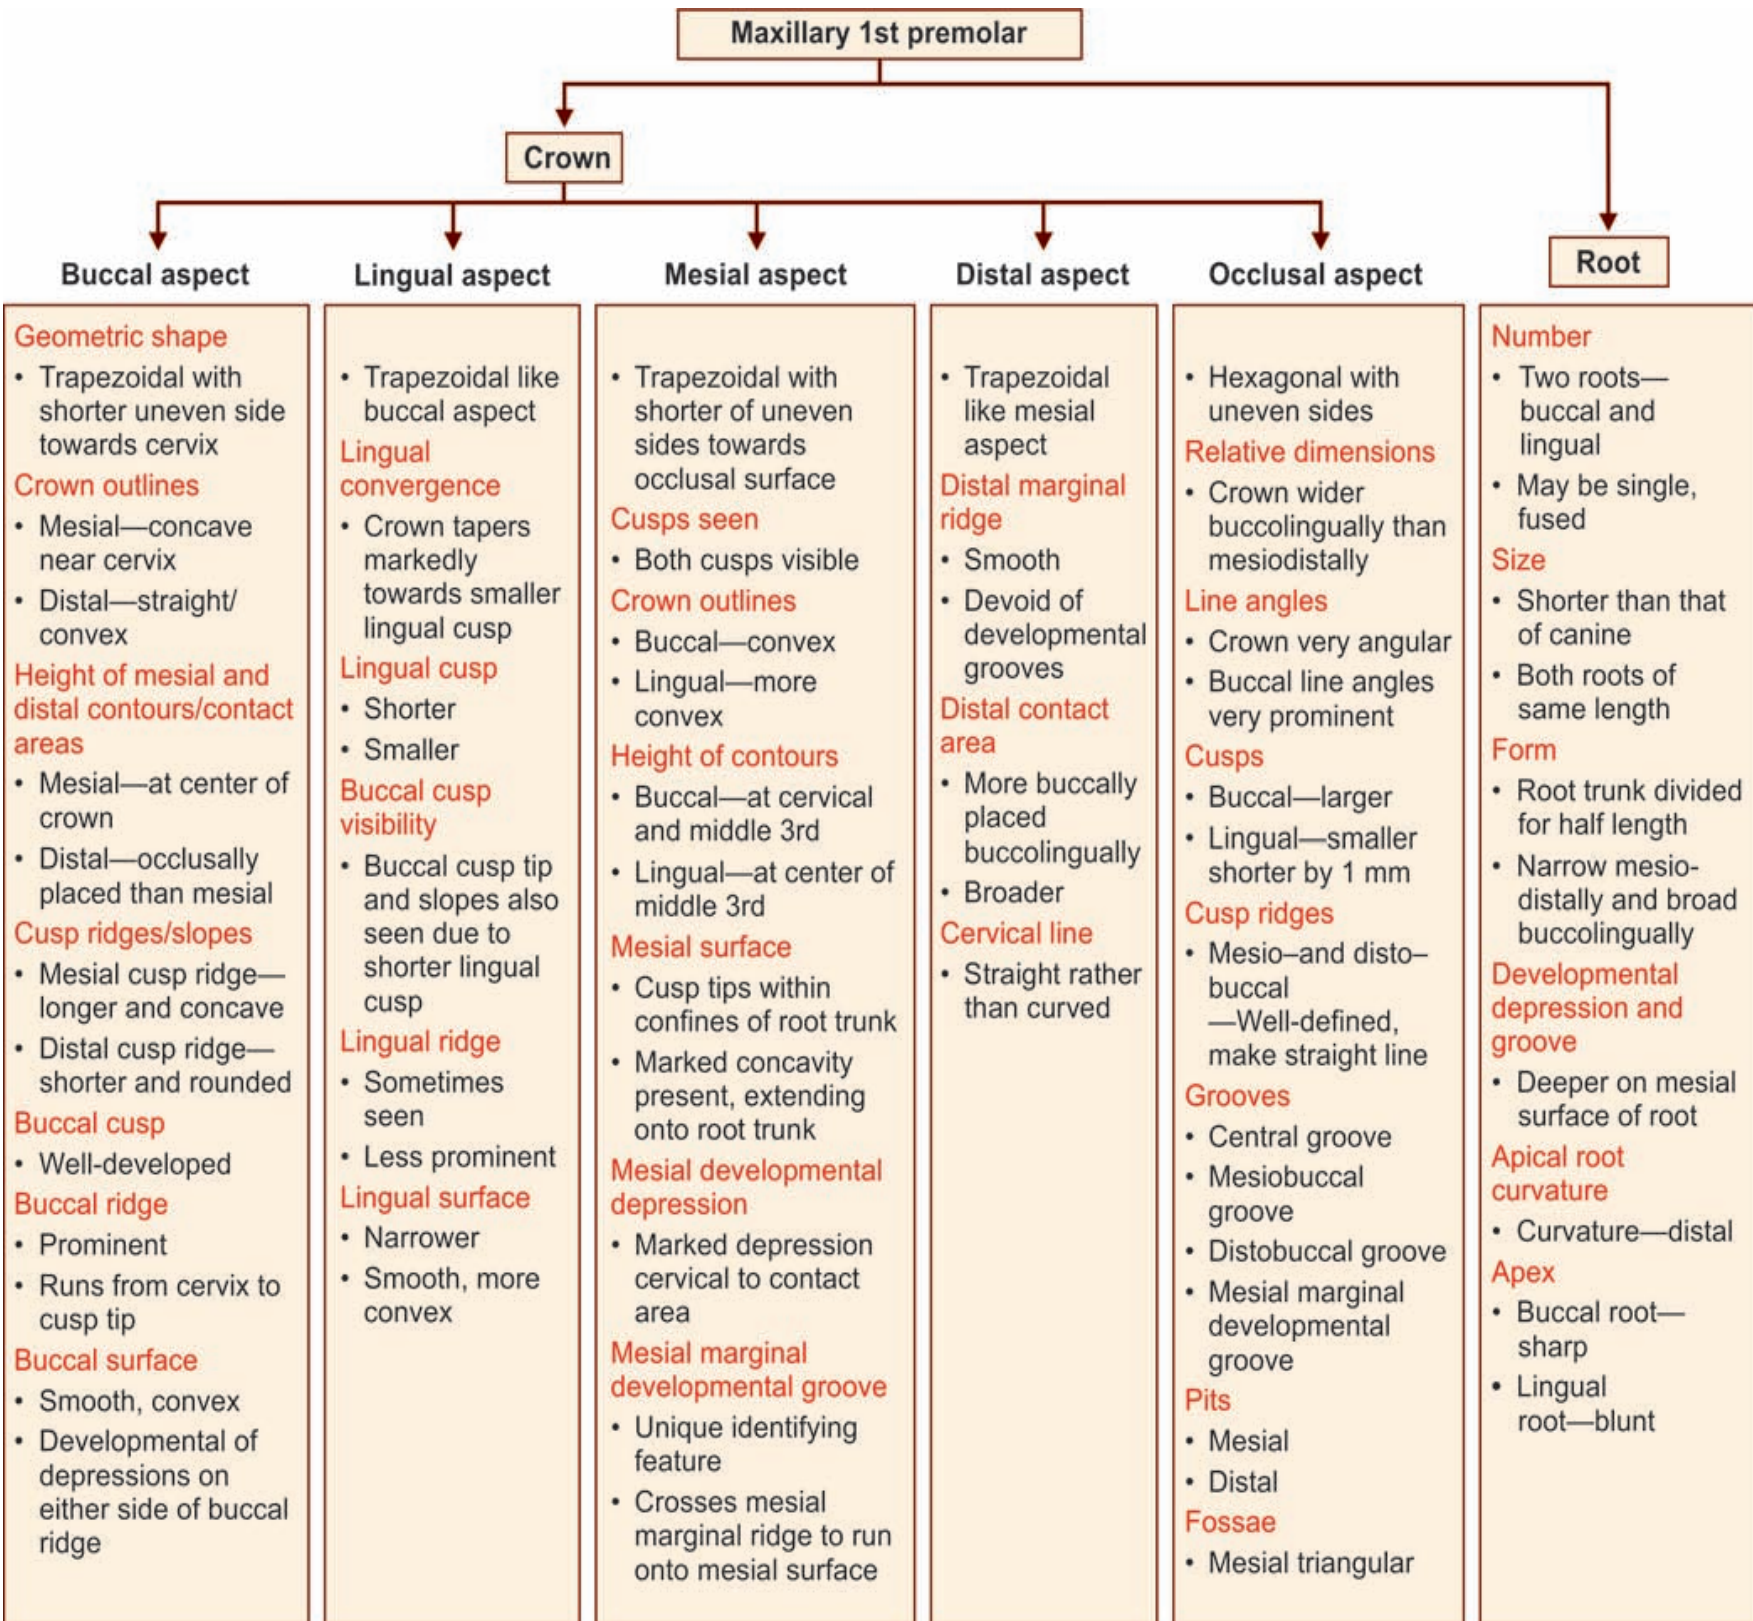 Maxillary 1st premolar
Crown
Root
Buccal aspect
Geometric shape
• Trapezoidal with
shorter uneven side
towards cervix
Crown outlines
• Mesial—concave
near cervix
• Distal—straight/
convex
Height of mesial and
distal contours/contact
areas
• Mesial—at center of
crown
• Distal—occlusally
placed than mesial
Cusp ridges/slopes
• Mesial cusp ridge—
longer and concave
• Distal cusp ridge—
shorter and rounded
Buccal cusp
• Well-developed
Buccal ridge
• Prominent
• Runs from cervix to
cusp tip
Buccal surface
• Smooth, convex
• Developmental of
depressions on
either side of buccal
ridge
Lingual aspect
• Trapezoidal like
buccal aspect
Lingual
convergence
• Crown tapers
markedly
towards smaller
lingual cusp
Lingual cusp
• Shorter
• Smaller
Buccal cusp
visibility
• Buccal cusp tip
and slopes also
seen due to
shorter lingual
cusp
Lingual ridge
• Sometimes
seen
• Less prominent
Lingual surface
• Narrower
• Smooth, more
convex
Mesial aspect
• Trapezoidal with
shorter of uneven
sides towards
occlusal surface
Cusps seen
• Both cusps visible
Crown outlines
• Buccal—convex
• Lingual—more
convex
Height of contours
• Buccal—at cervical
and middle 3rd
• Lingual—at center of
middle 3rd
Mesial surface
• Cusp tips within
confines of root trunk
• Marked concavity
present, extending
onto root trunk
Mesial developmental
depression
• Marked depression
cervical to contact
area
Mesial marginal
developmental groove
• Unique identifying
feature
• Crosses mesial
marginal ridge to run
onto mesial surface
Distal aspect
• Trapezoidal
like mesial
aspect
Distal marginal
ridge
• Smooth
• Devoid of
developmental
grooves
Distal contact
area
• More buccally
placed
buccolingually
• Broader
Cervical line
• Straight rather
than curved
Occlusal aspect
• Hexagonal with
uneven sides
Relative dimensions
• Crown wider
buccolingually than
mesiodistally
Line angles
• Crown very angular
• Buccal line angles
very prominent
Cusps
• Buccal—larger
• Lingual—smaller
shorter by 1 mm
Cusp ridges
• Mesio–and disto–
buccal
—Well-defined,
make straight line
Grooves
• Central groove
• Mesiobuccal
groove
• Distobuccal groove
• Mesial marginal
developmental
groove
Pits
• Mesial
• Distal
Fossae
• Mesial triangular
Number
• Two roots—
buccal and
lingual
• May be single,
fused
Size
• Shorter than that
of canine
• Both roots of
same length
Form
• Root trunk divided
for half length
• Narrow mesio-
distally and broad
buccolingually
Developmental
depression and
groove
• Deeper on mesial
surface of root
Apical root
curvature
• Curvature—distal
Apex
• Buccal root—
sharp
• Lingual
root—blunt